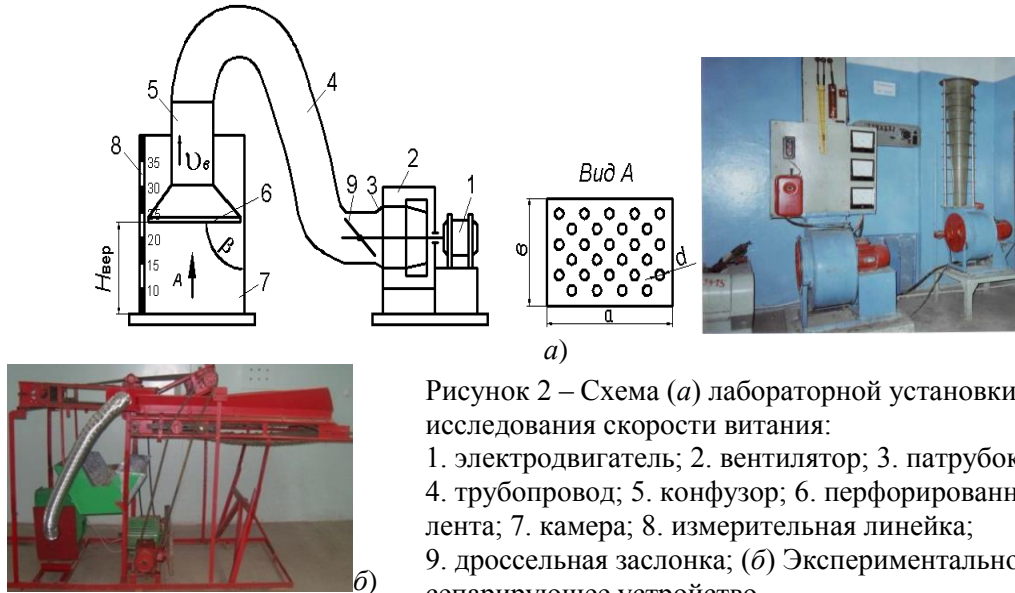 5
4
8
υв
35
30
25
20
15
10
6
9 3
2
1
β
А
7
Hвер
Вид А
в
d
а
а)
б)
Рисунок 2 – Схема (а) лабораторной установки
исследования скорости витания:
1. электродвигатель; 2. вентилятор; 3. патрубок
4. трубопровод; 5. конфузор; 6. перфорированн
лента; 7. камера; 8. измерительная линейка;
9. дроссельная заслонка; (б) Экспериментально